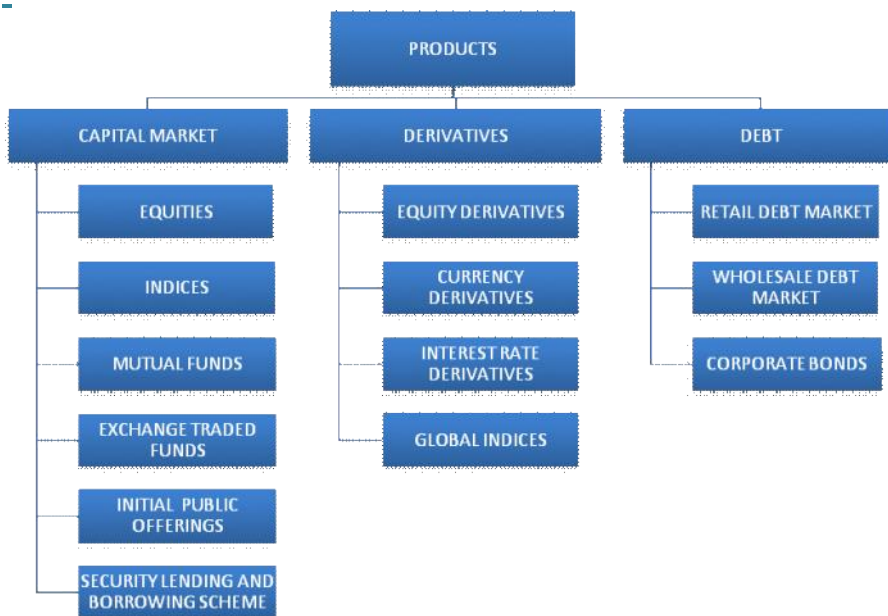 PRODUCTS
CAPITAL MARKET
EQUITIES
INDICES
MUTUAL FUNDS
EXCHANGE TRADED
FUNDS
INITIAL PUBLIC
OFFERINGS
SECURITY LENDING AND
BORROWING SCHEME
DERIVATIVES
EQUITY DERIVATIVES
CURRENCY
DERIVATIVES
INTEREST RATE
DERIVATIVES
GLOBAL INDICES
DEBT
RETAIL DEBT MARKET
WHOLESALE DEBT
MARKET
CORPORATE BONDS